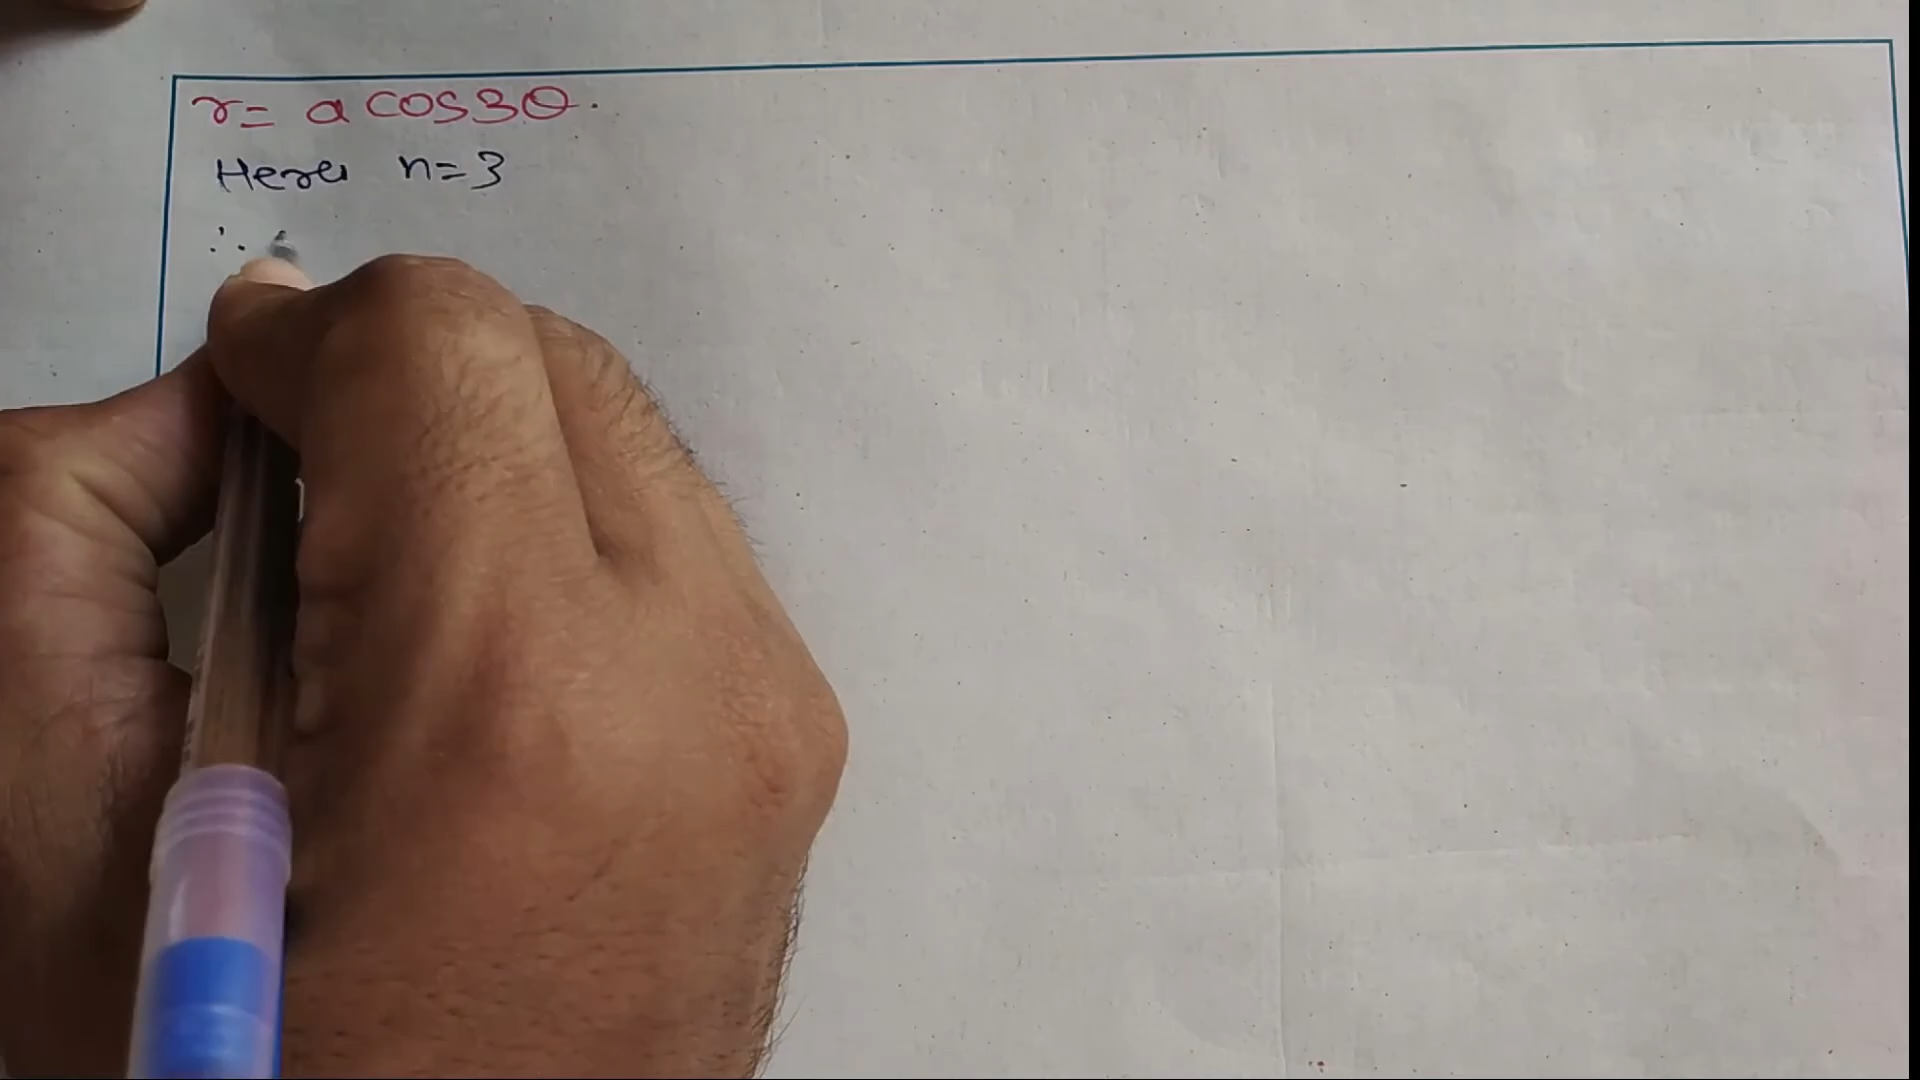 r = a cos3θ.
Here n=3
∴